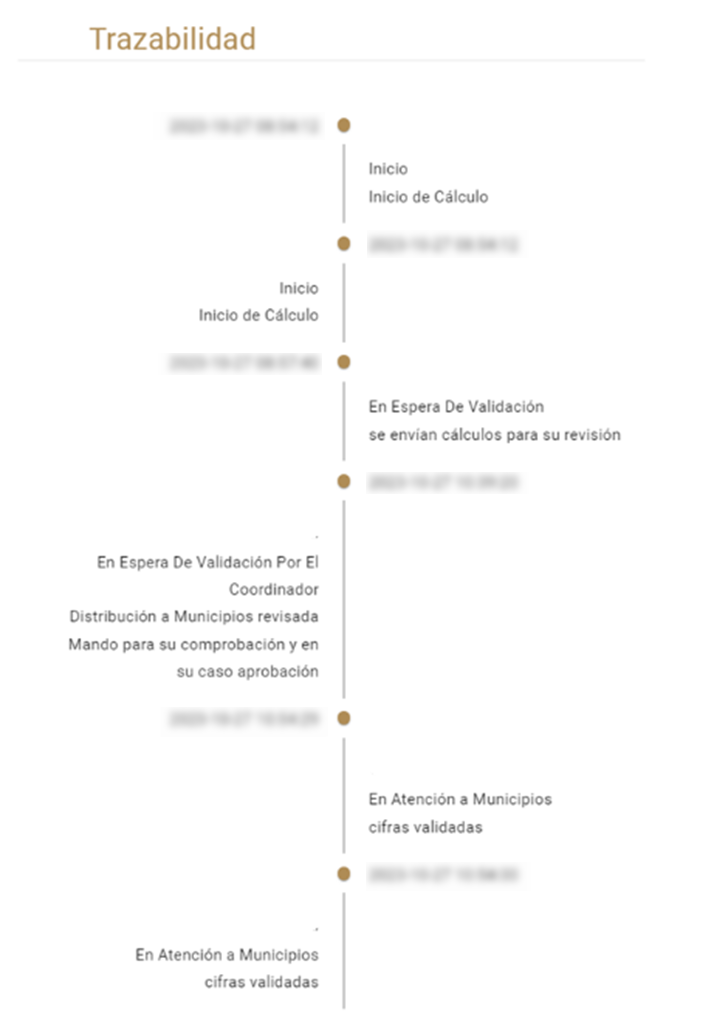 Trazabilidad
Inicio
Inicio de Cálculo
Inicio
Inicio de Cálculo
En Espera De Validación
se envían cálculos para su revisión
En Espera De Validación Por El
Coordinador
Distribución a Municipios revisada
Mando para su comprobación y en
su caso aprobación
En Atención a Municipios
cifras validadas
En Atención a Municipios
cifras validadas